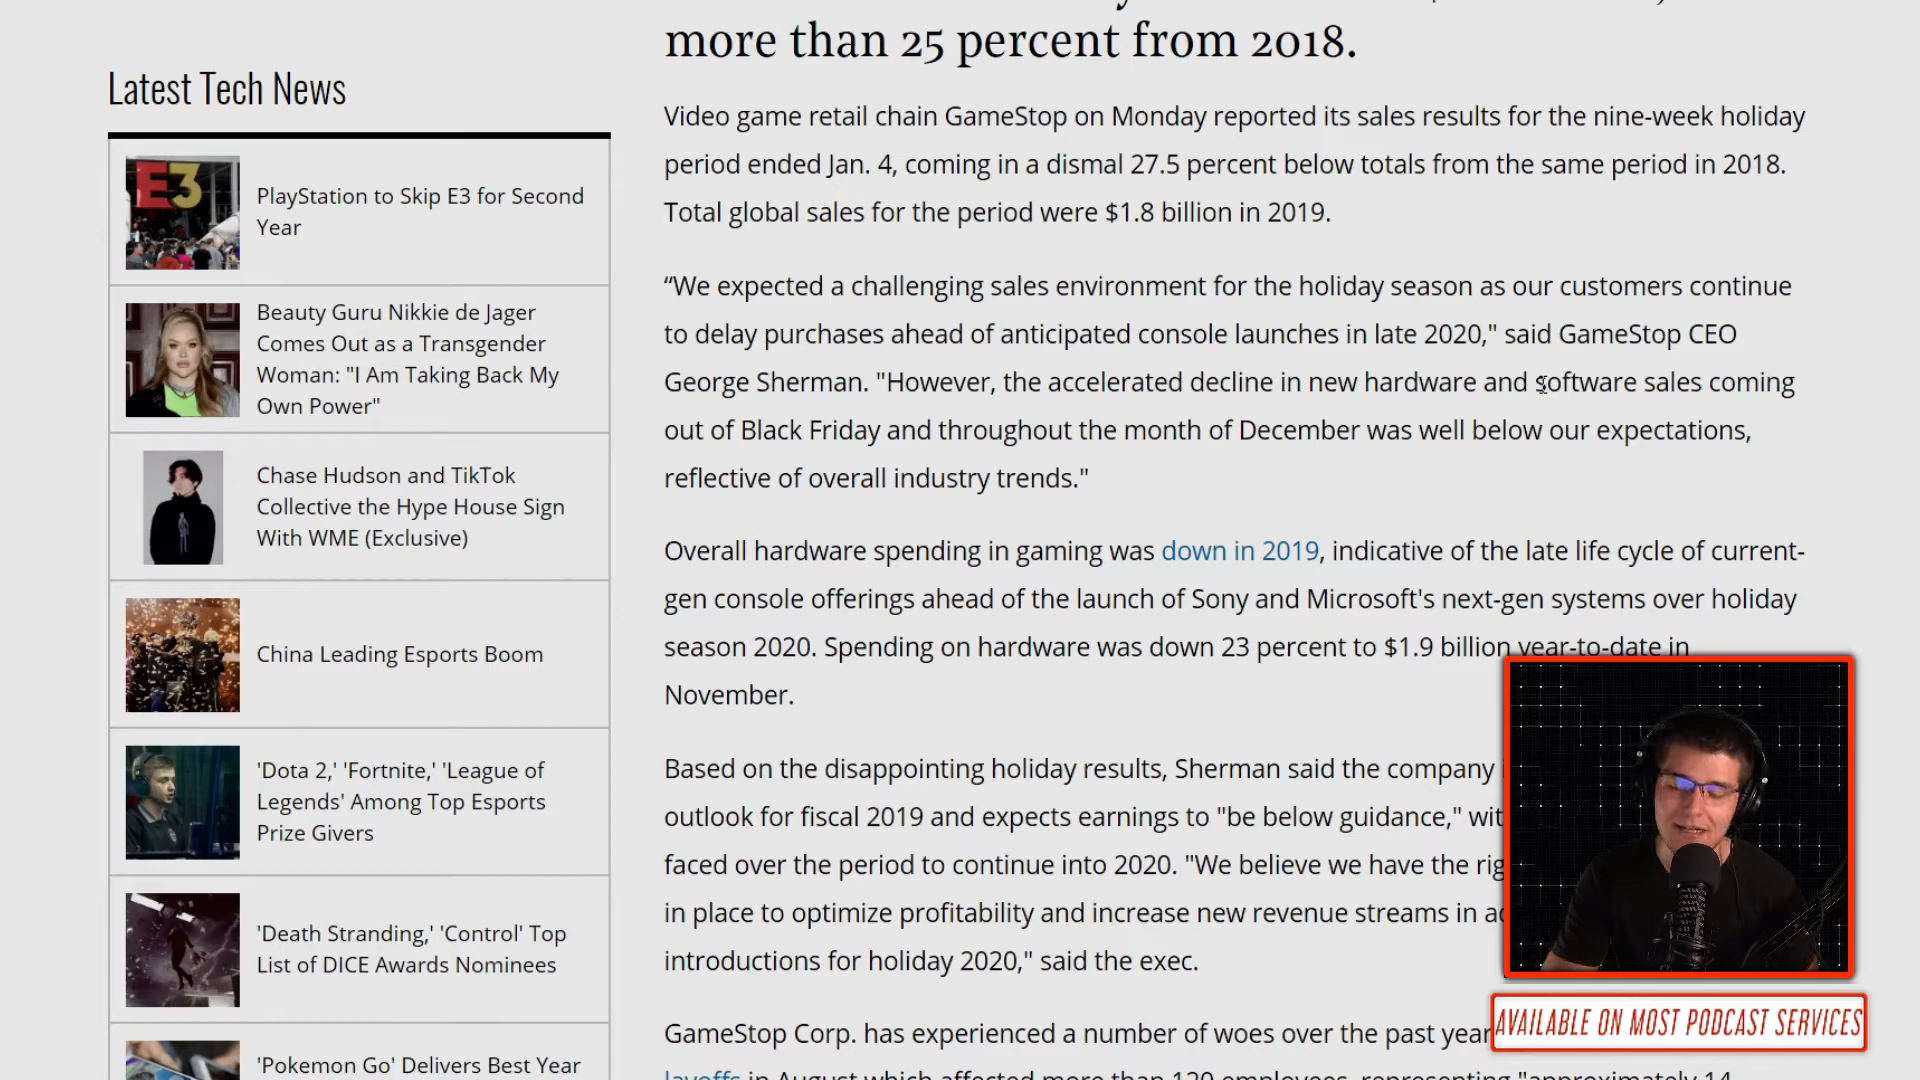 more than 25 percent from 2018.
Latest Tech News
PlayStation to Skip E3 for Second
Year
Beauty Guru Nikkie de Jager
Comes Out as a Transgender
Woman: "I Am Taking Back My
Own Power"
Chase Hudson and TikTok
Collective the Hype House Sign
With WME (Exclusive)
China Leading Esports Boom
'Dota 2,' 'Fortnite,' 'League of
Legends' Among Top Esports
Prize Givers
'Death Stranding,' 'Control' Top
List of DICE Awards Nominees
'Pokemon Go' Delivers Best Year
E3
Video game retail chain GameStop on Monday reported its sales results for the nine-week holiday
period ended Jan. 4, coming in a dismal 27.5 percent below totals from the same period in 2018.
Total global sales for the period were $1.8 billion in 2019.
“We expected a challenging sales environment for the holiday season as our customers continue
to delay purchases ahead of anticipated console launches in late 2020," said GameStop CEO
George Sherman. "However, the accelerated decline in new hardware and software sales coming
out of Black Friday and throughout the month of December was well below our expectations,
reflective of overall industry trends."
Overall hardware spending in gaming was down in 2019, indicative of the late life cycle of current-
gen console offerings ahead of the launch of Sony and Microsoft's next-gen systems over holiday
season 2020. Spending on hardware was down 23 percent to $1.9 billion year-to-date in
November.
Based on the disappointing holiday results, Sherman said the company
outlook for fiscal 2019 and expects earnings to "be below guidance,"
faced over the period to continue into 2020. "We believe we have the
in place to optimize profitability and increase new revenue streams in
introductions for holiday 2020," said the exec.
GameStop Corp. has experienced a number of woes over the past year
layoffs in August which affected more than 120 employees, representing "approximately 14
AVAILABLE ON MOST PODCAST SERVICES